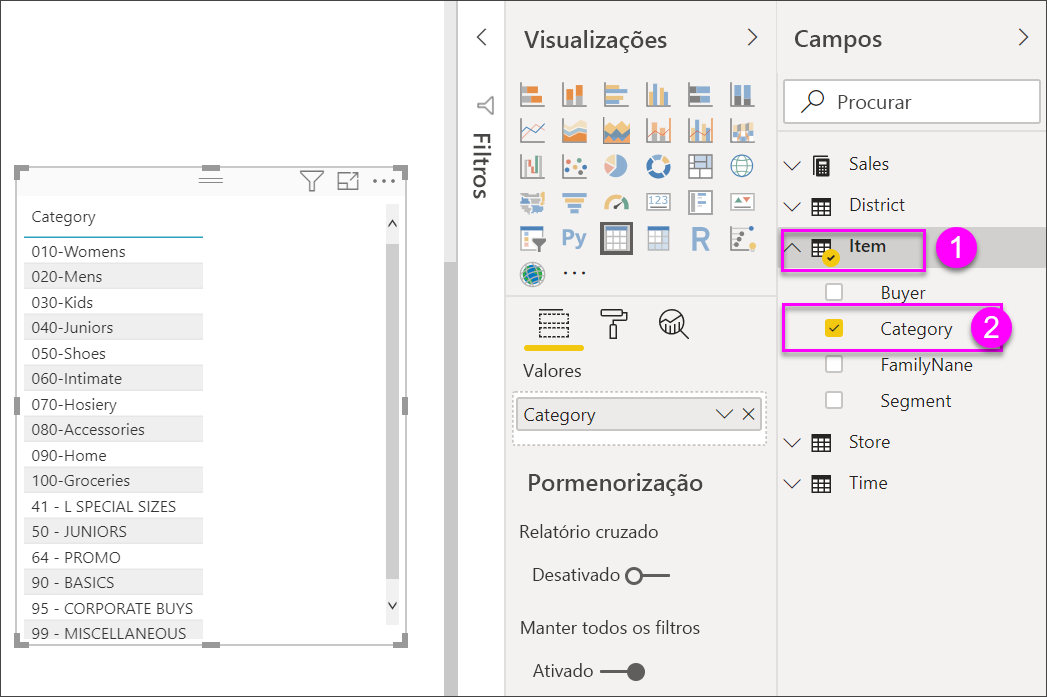 Category
010-Womens
020-Mens
030-Kids
040-Juniors
050-Shoes
060-Intimate
070-Hosiery
080-Accessories
090-Home
100-Groceries
41 - L SPECIAL SIZES
50 - JUNIORS
64 - PROMO
90 - BASICS
95 - CORPORATE BUYS
99 - MISCELLANEOUS
Filtros
Visualizações
123
Py
R
Valores
Category
Pormenorização
Relatório cruzado
Desativado
Manter todos os filtros
Ativado
Campos
Procurar
Sales
District
Item
1
Buyer
Category
2
FamilyNane
Segment
Store
Time